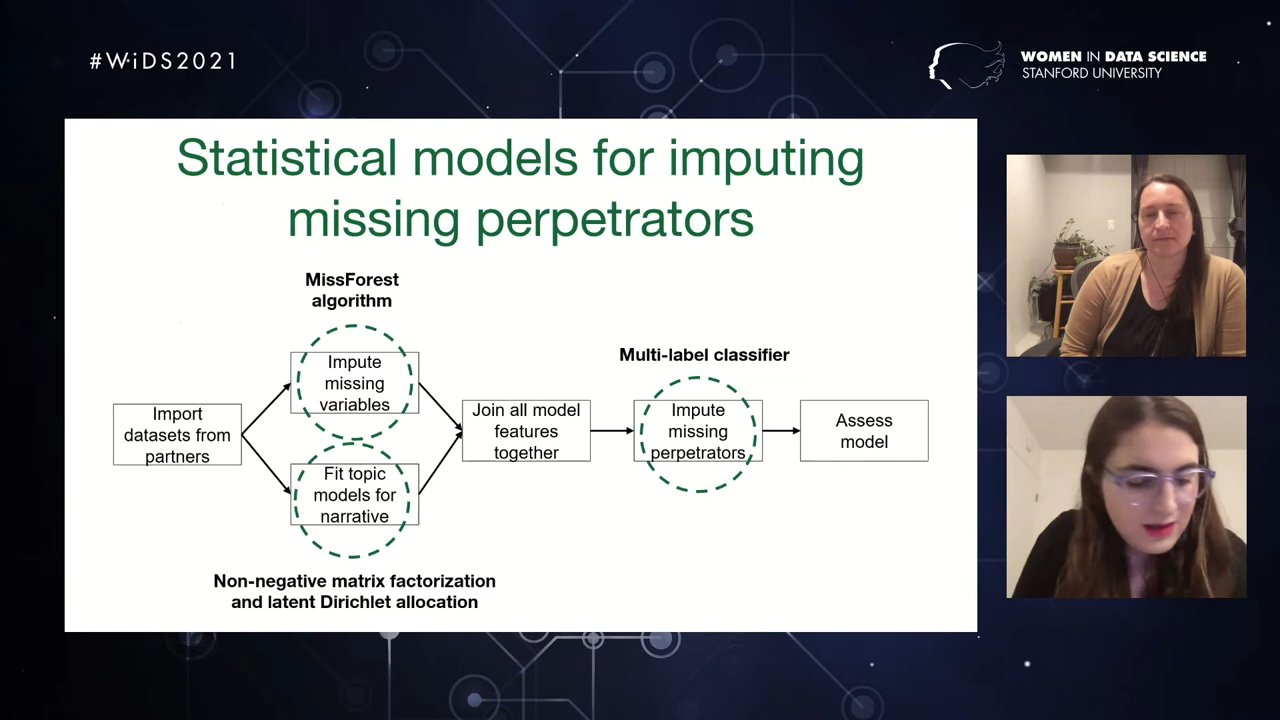 #WiDS2021
WOMEN IN DATA SCIENCE
STANFORD UNIVERSITY
Statistical models for imputing
missing perpetrators
MissForest
algorithm
Impute
missing
variables
Import
datasets from
partners
Fit topic
models for
narrative
Non-negative matrix factorization
and latent Dirichlet allocation
Join all model
features
together
Multi-label classifier
Impute
missing
perpetrators
Assess
model